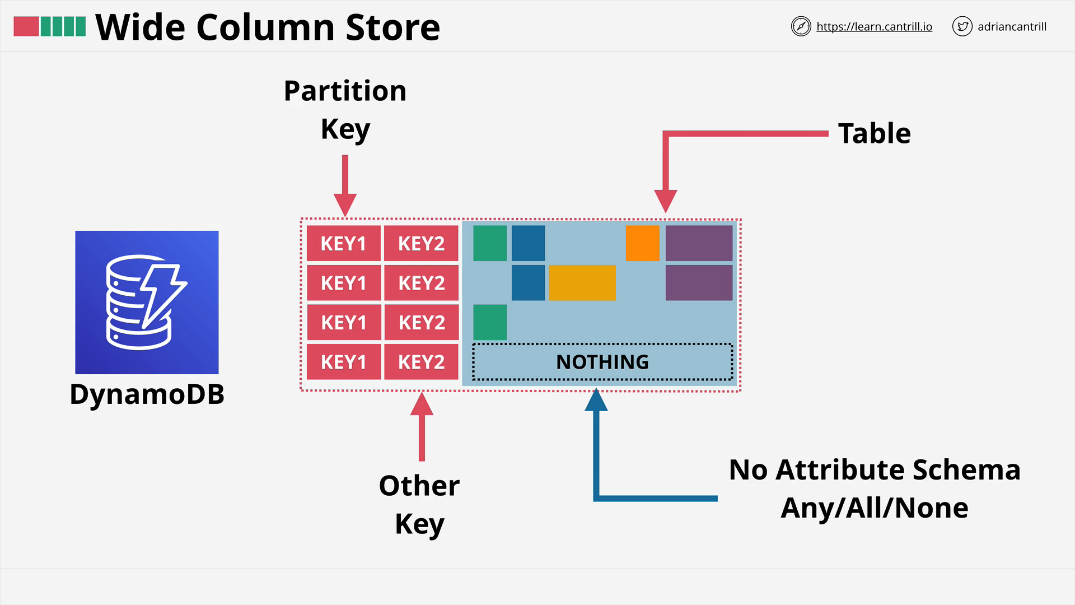 Wide Column Store
https://learn.cantrill.io
adriancantrill
Partition
Key
Table
KEY1 KEY2
KEY1 KEY2
KEY1 KEY2
KEY1 KEY2 NOTHING
DynamoDB
Other
Key
No Attribute Schema
Any/All/None